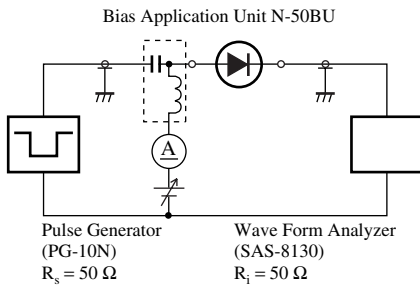 Bias Application Unit N-50BU
A
Pulse Generator
(PG-10N)
Rs = 50 Ω
Wave Form Analyzer
(SAS-8130)
Ri = 50 Ω